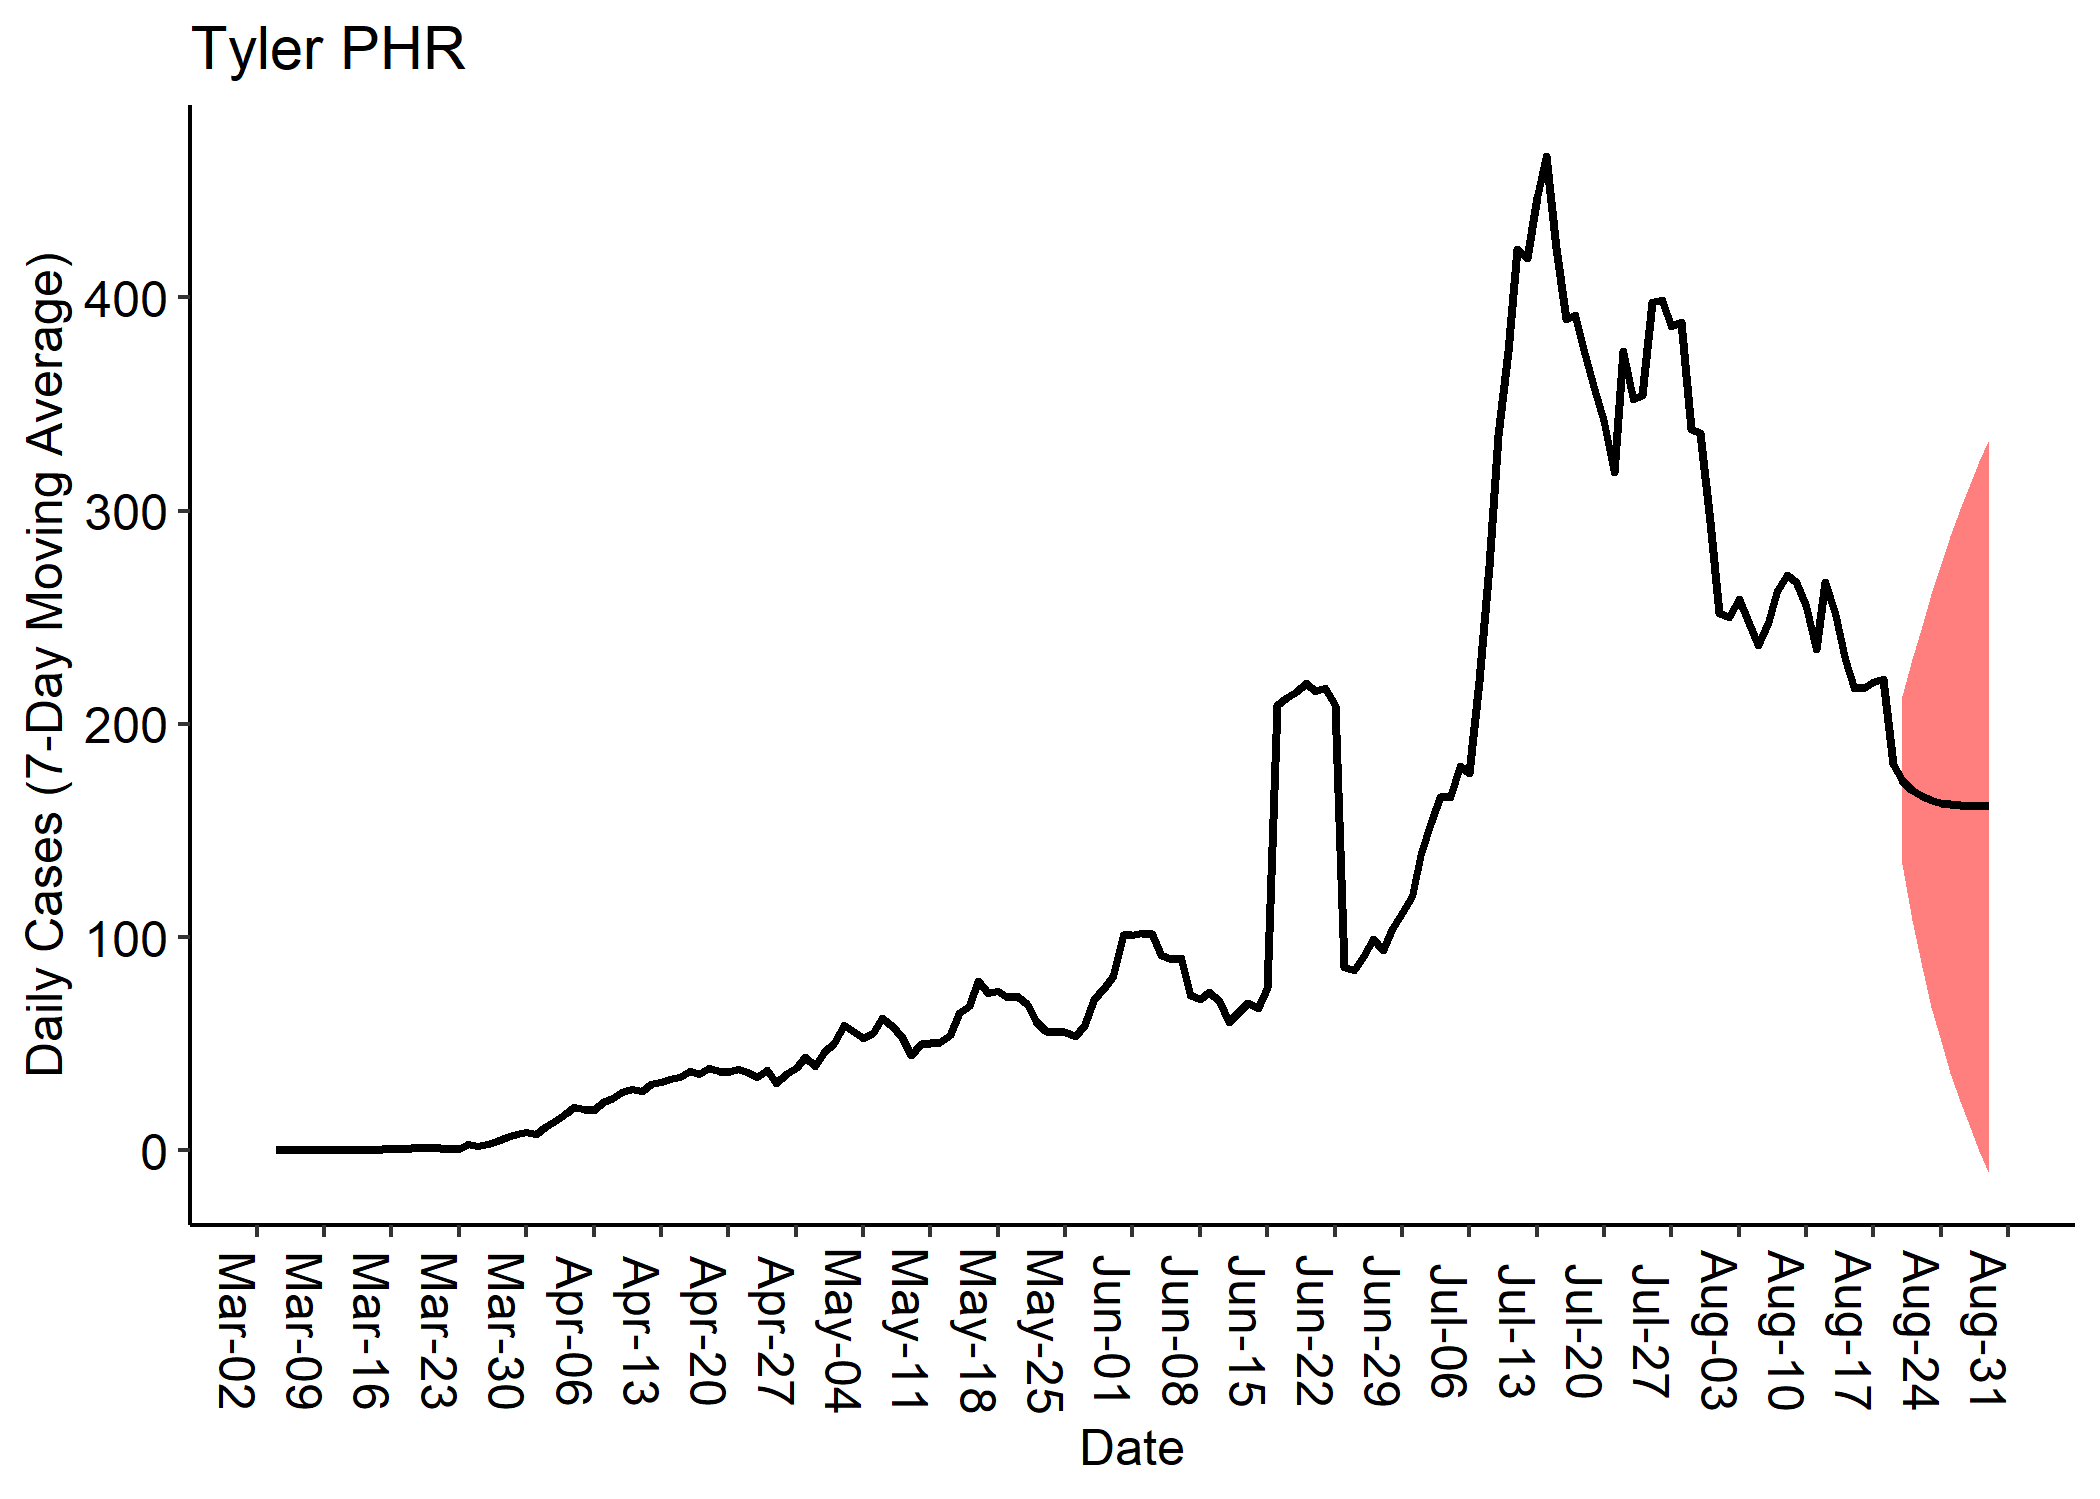 Tyler PHR
Daily Cases (7-Day Moving Average)
400
300
200
100
0
Mar-02
Mar-09
Mar-16
Mar-23
Mar-30
Apr-06
Apr-13
Apr-20
Apr-27
May-04
May-11
May-18
May-25
Jun-01
Jun-08
Jun-15
Jun-22
Jun-29
Jul-06
Jul-13
Jul-20
Jul-27
Aug-03
Aug-10
Aug-17
Aug-24
Aug-31
Date